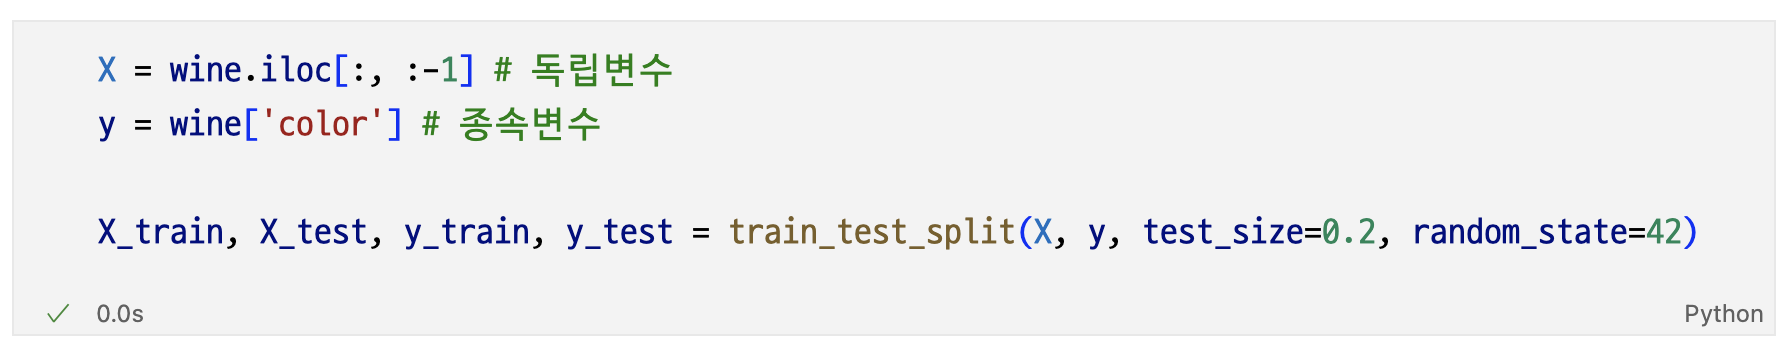 X = wine.iloc[:, :-1] # 독립변수
y = wine['color'] # 종속변수
X_train, X_test, y_train, y_test = train_test_split(X, y, test_size=0.2, random_state=42)
0.0s
Python